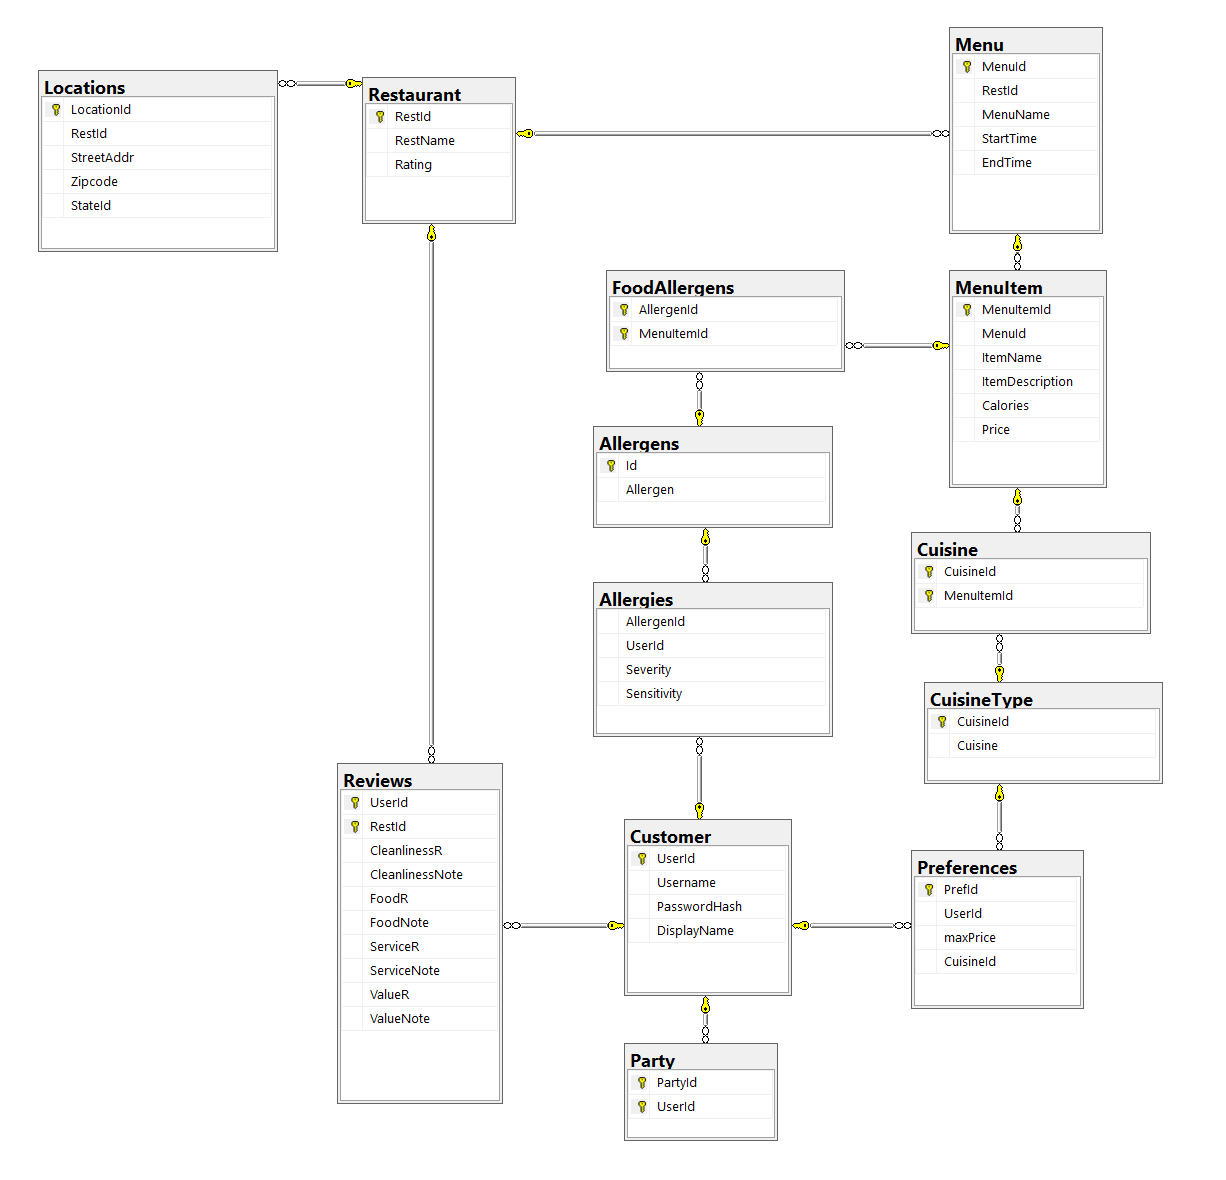 Locations
LocationId
RestId
StreetAddr
Zipcode
StateId
Restaurant
RestId
RestName
Rating
Menu
MenuId
RestId
MenuName
StartTime
EndTime
FoodAllergens
AllergenId
MenuItemId
MenuItem
MenuItemId
MenuId
ItemName
ItemDescription
Calories
Price
Allergens
Id
Allergen
Allergies
AllergenId
UserId
Severity
Sensitivity
Cuisine
CuisineId
MenuItemId
CuisineType
CuisineId
Cuisine
Reviews
UserId
RestId
CleanlinessR
CleanlinessNote
FoodR
FoodNote
ServiceR
ServiceNote
ValueR
ValueNote
Customer
UserId
Username
PasswordHash
DisplayName
Preferences
PrefId
UserId
maxPrice
CuisineId
Party
PartyId
UserId